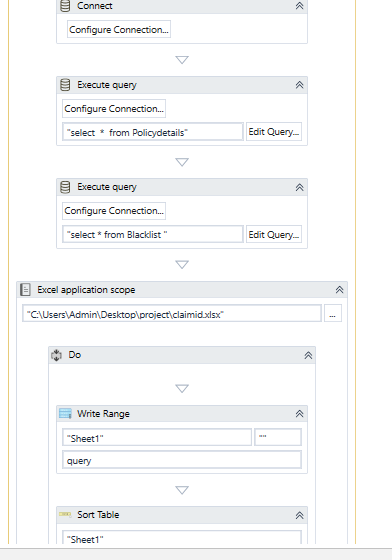 Connect
Configure Connection...
Execute query
Configure Connection...
"select * from Policydetails"
Edit Query...
Execute query
Configure Connection...
"select * from Blacklist "
Edit Query...
Excel application scope
"C:\Users\Admin\Desktop\project\claimid.xlsx"
...
Do
Write Range
"Sheet1"
""
query
Sort Table
"Sheet1"